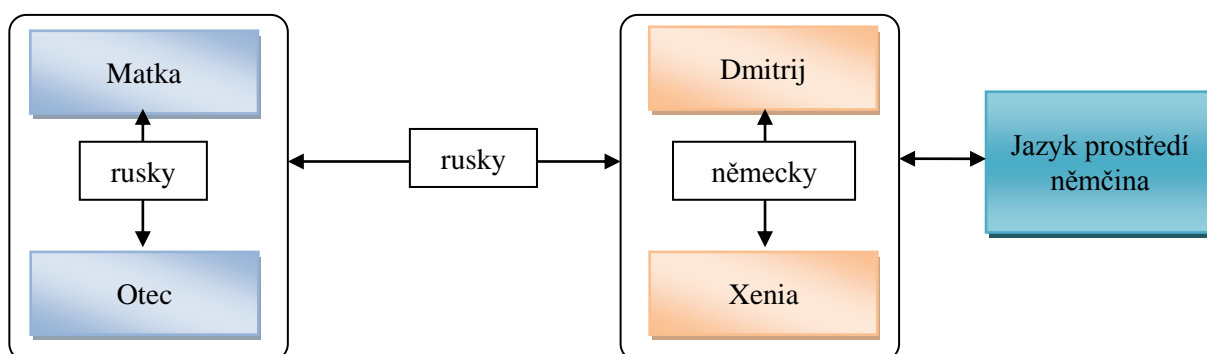 Matka
rusky
Otec
rusky
Dmitrij
německy
Xenia
Jazyk prostředí
němčina